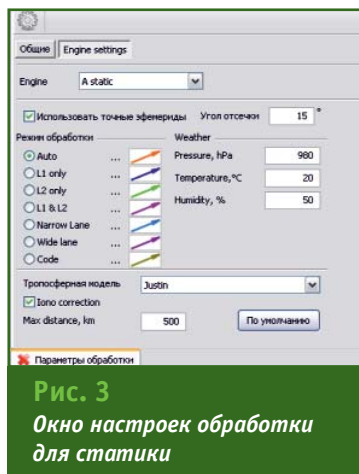 Общие Engine settings
Engine A static
Использовать точные эфемериды Угол отсечки 15 °
Режим обработки Weather
Auto ... Pressure, hPa 980
L1 only ... Temperature,°C 20
L2 only ... Humidity, % 50
L1 & L2 ...
Narrow Lane ...
Wide lane ...
Code ...
Тропосферная модель Justin
Iono correction
Max distance, km 500 По умолчанию
Параметры обработки
Рис. 3
Окно настроек обработки
для статики